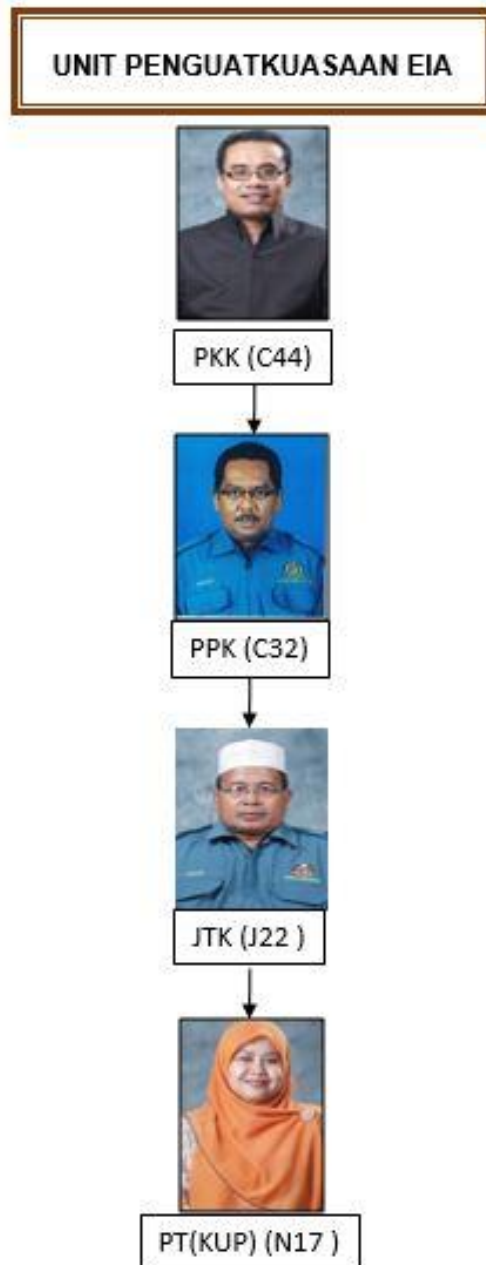 UNIT PENGUATKUASAAN EIA
PKK (C44)
PPK (C32)
JTK (J22 )
PT(KUP) (N17 )